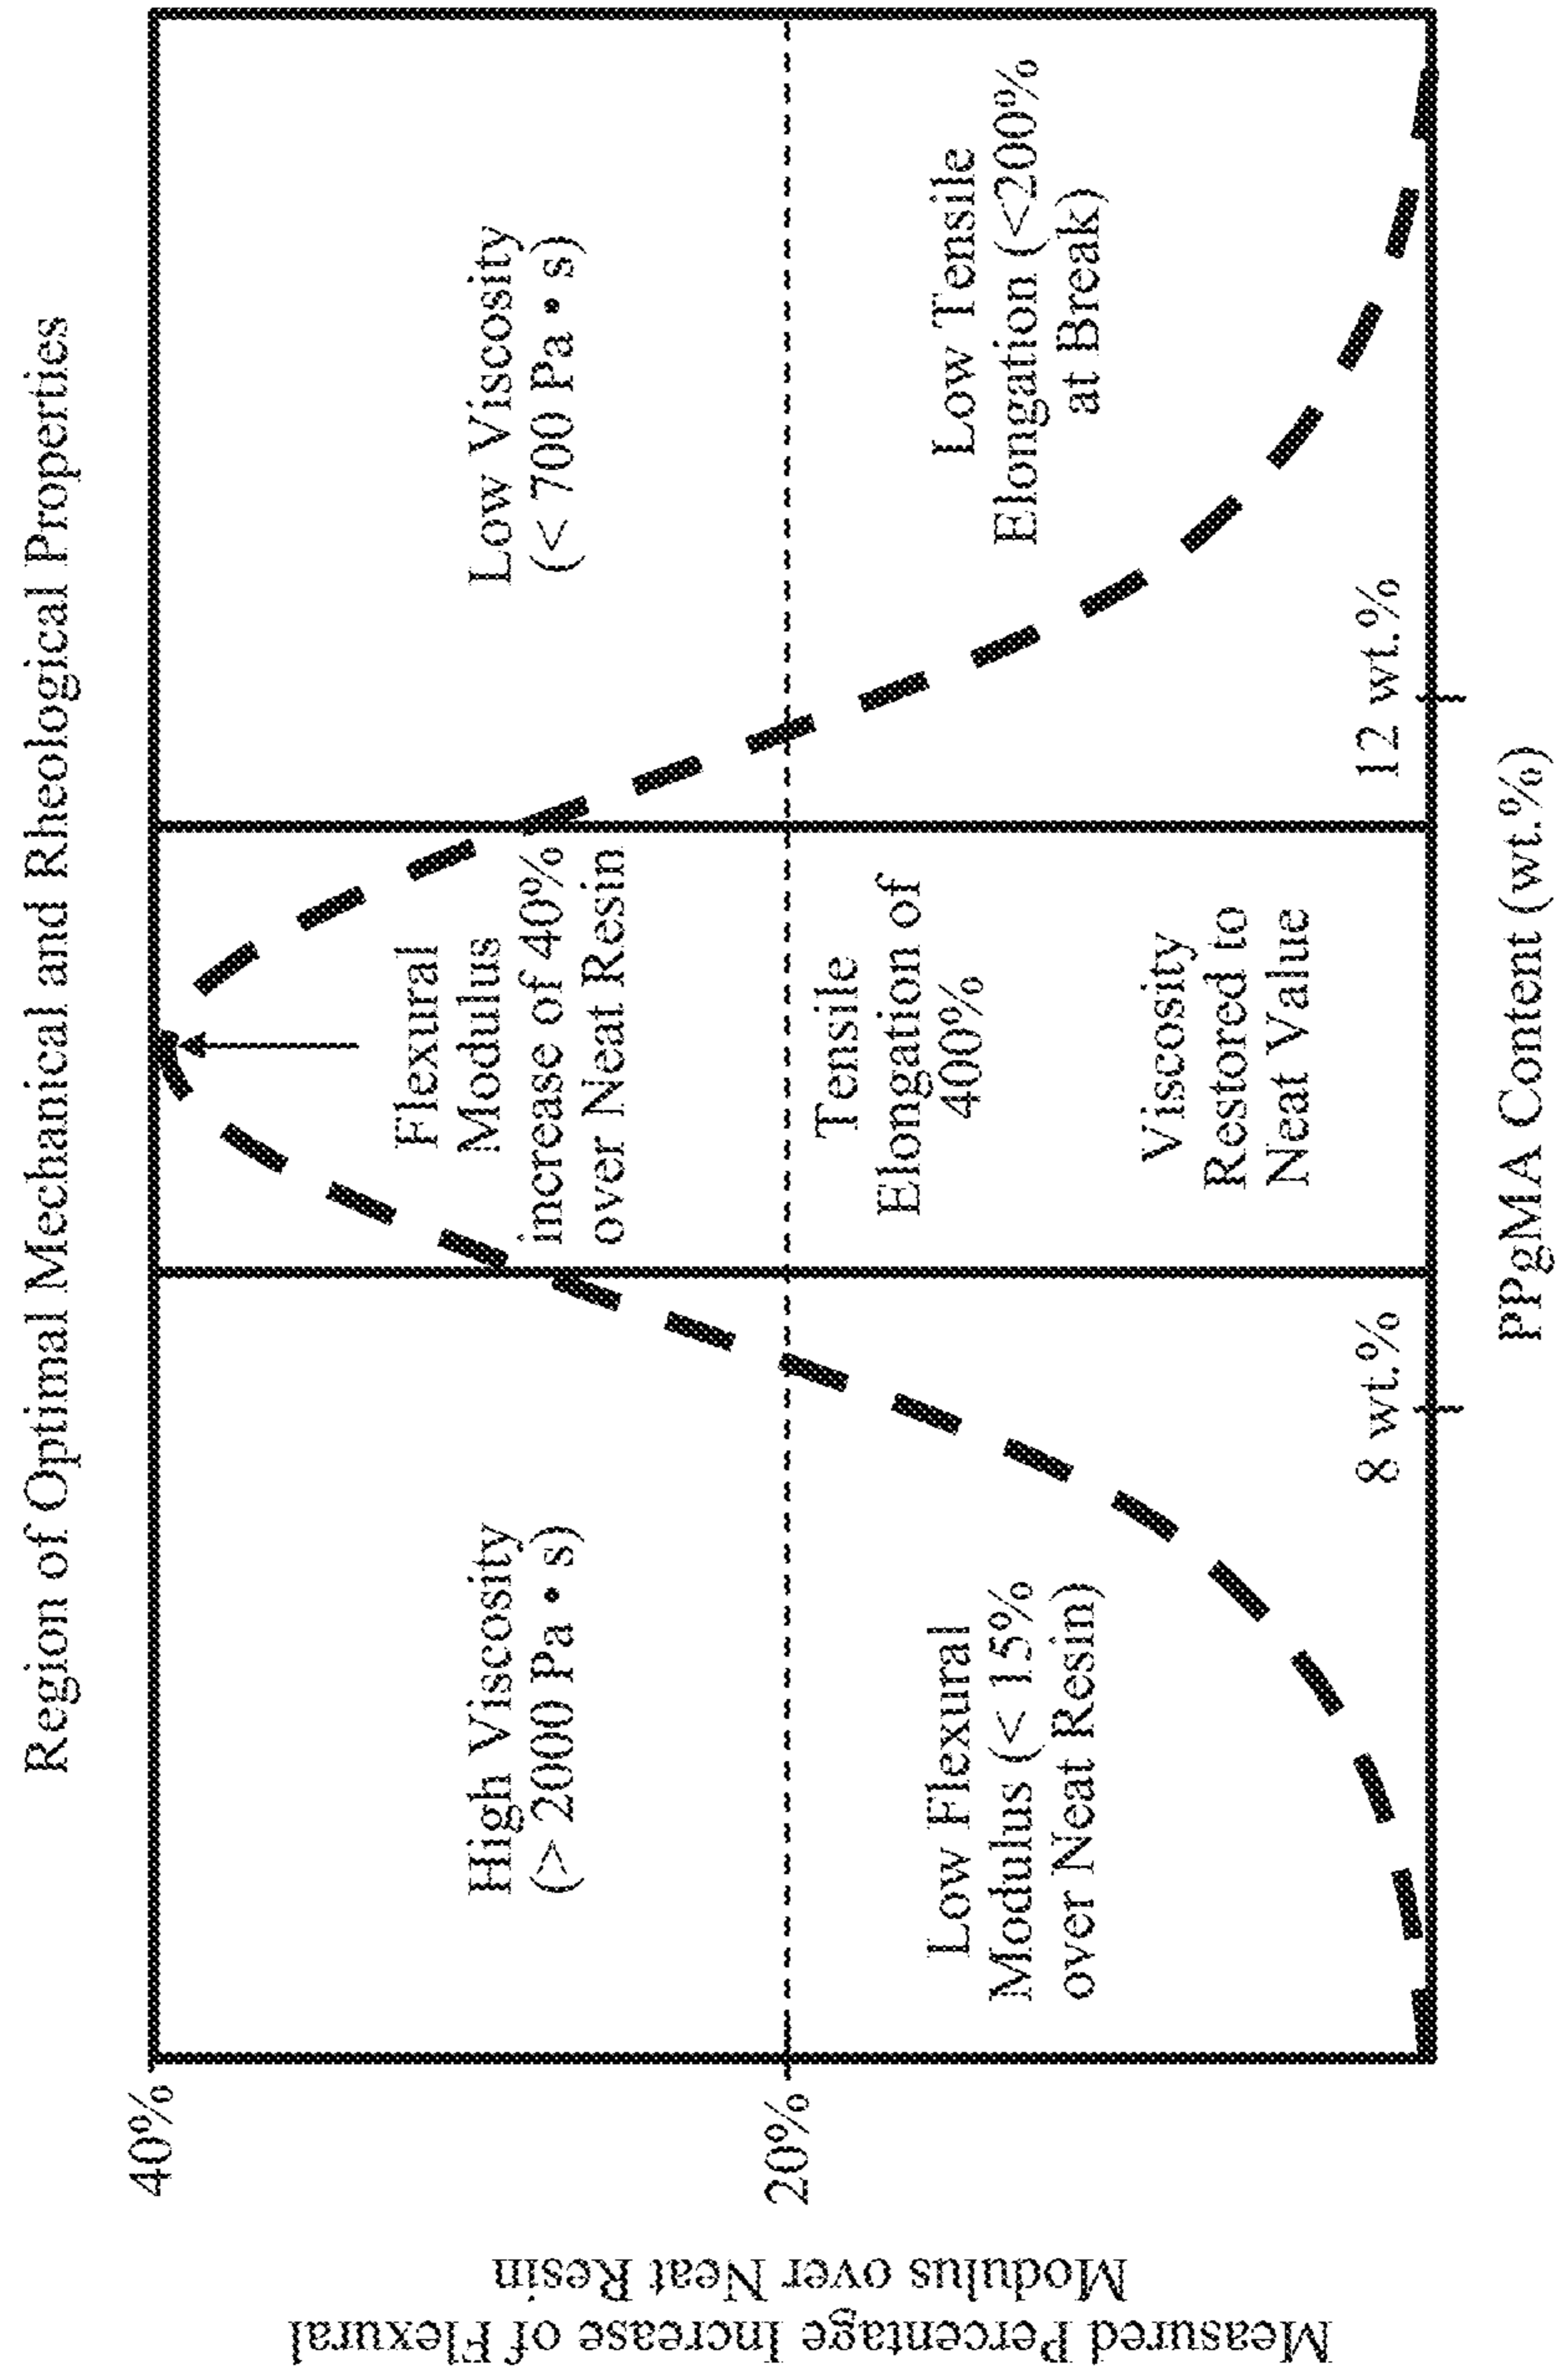 Region of Optimal Mechanical and Rheological Properties
Measured Percentage Increase of Flexural
Modulus over Neat Resin
40%
20%
High Viscosity
(> 2000 Pa • s)
Low Flexural
Modulus (< 15%
over Neat Resin)
8 wt.%
Flexural
Modulus
increase of 40%
over Neat Resin
Tensile
Elongation of
400%
Viscosity
Restored to
Neat Value
Low Viscosity
(< 700 Pa • s)
Low Tensile
Elongation (<200%
at Break)
12 wt.%
PPgMA Content (wt.%)